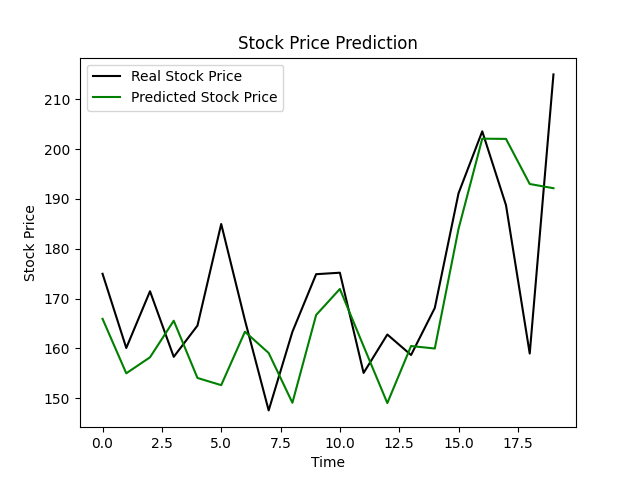 Stock Price Prediction
Real Stock Price
Predicted Stock Price
210
200
190
180
170
160
150
Stock Price
0.0 2.5 5.0 7.5 10.0 12.5 15.0 17.5
Time